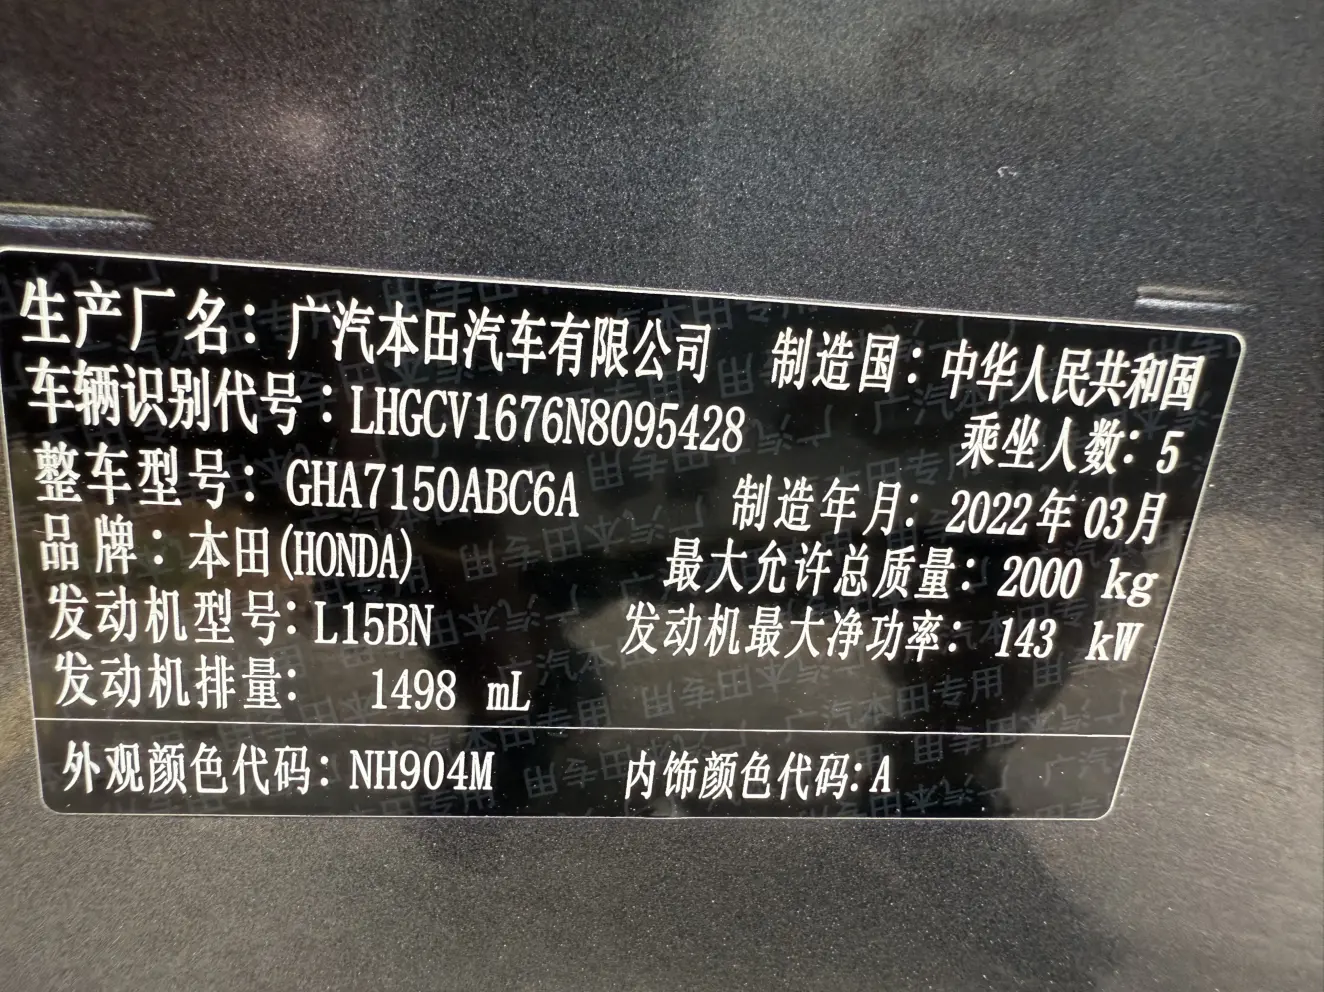 生产厂名：广汽本田汽车有限公司 制造国：中华人民共和国
车辆识别代号：LHGCV1676N8095428 乘坐人数：5
整车型号：GHA7150ABC6A 制造年月：2022年03月
品牌：本田(HONDA) 最大允许总质量：2000 kg
发动机型号：L15BN 发动机最大净功率：143 kW
发动机排量：1498 mL
外观颜色代码：NH904M 内饰颜色代码：A